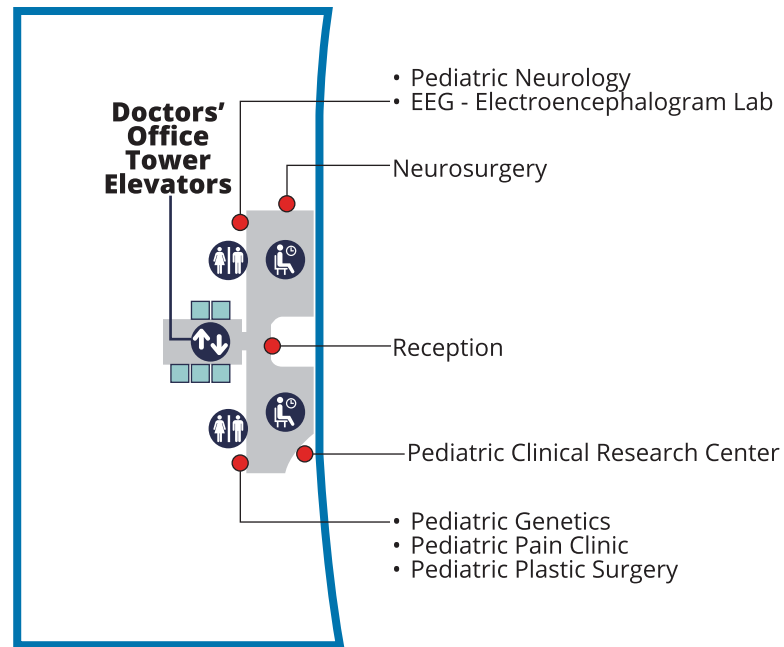 Doctors’
Office
Tower
Elevators
• Pediatric Neurology
• EEG - Electroencephalogram Lab
Neurosurgery
Reception
Pediatric Clinical Research Center
• Pediatric Genetics
• Pediatric Pain Clinic
• Pediatric Plastic Surgery